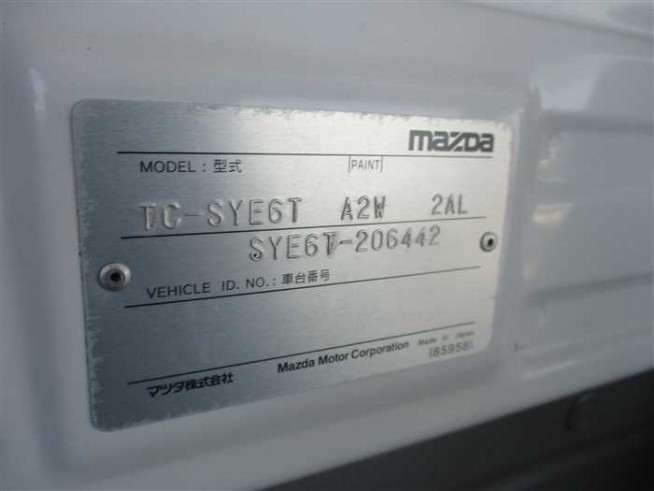 mazda
MODEL : 型式 |PAINT|
TC-SYE6T A2W 2AL
SYE6T-206442
VEHICLE ID. NO. : 車台番号
マツダ株式会社 Mazda Motor Corporation Made in Japan
(85958)